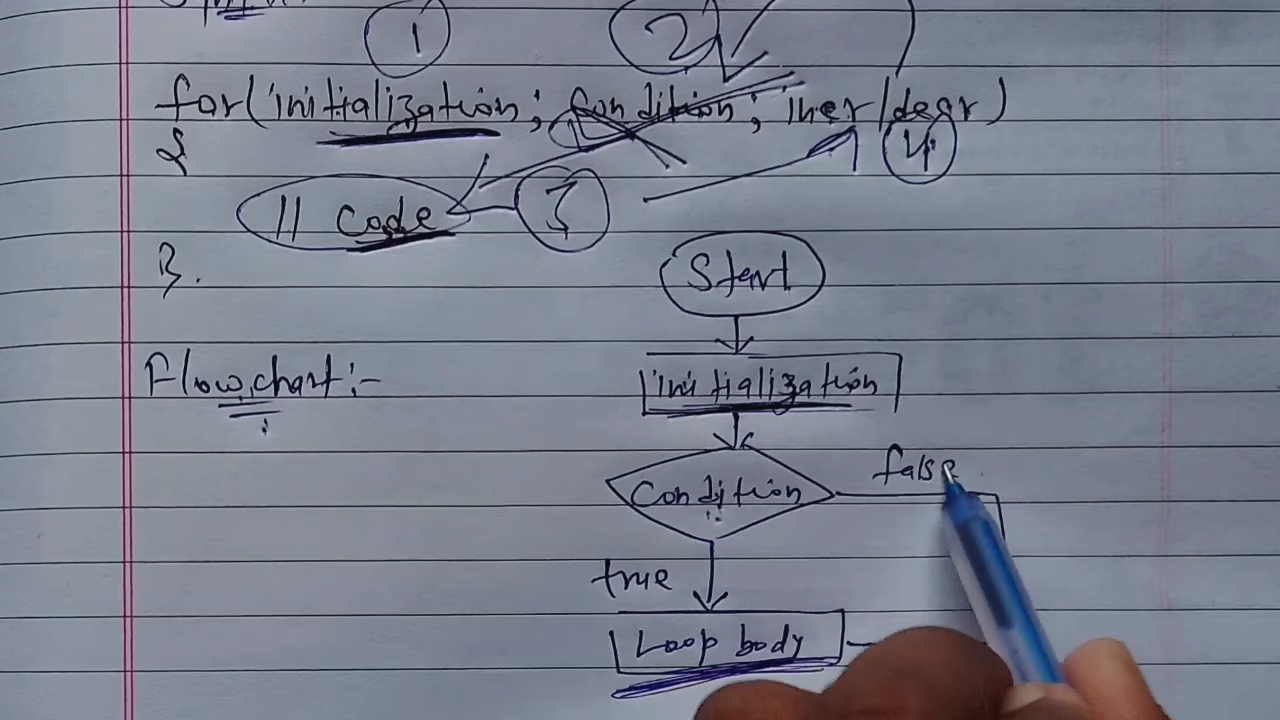 1 2
for(initialization; condition; incr/decr)
{
// code 3 4
}.
Start
Flowchart:-
initialization
false
condition
true
Loop body